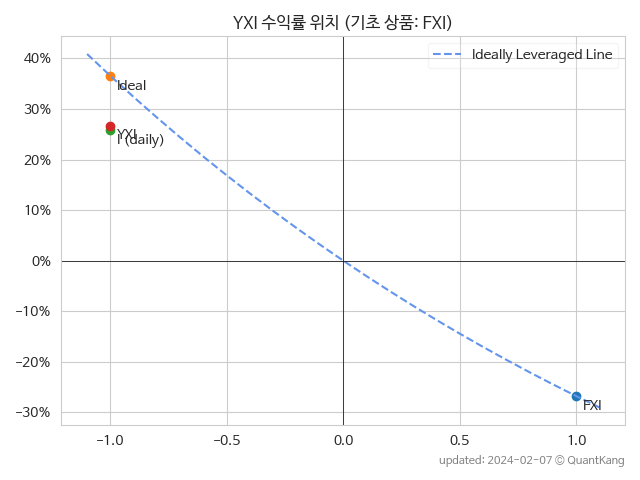 YXI 수익률 위치 (기초 상품: FXI)
Ideally Leveraged Line
40%
30%
20%
10%
0%
−10%
−20%
−30%
Ideal
YXI
I (daily)
FXI
−1.0
−0.5
0.0
0.5
1.0
updated: 2024-02-07 © QuantKang